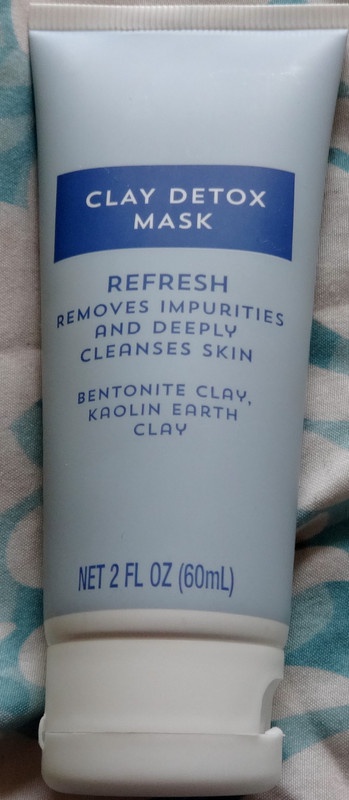 CLAY DETOX
MASK
REFRESH
REMOVES IMPURITIES
AND DEEPLY
CLEANSES SKIN
BENTONITE CLAY,
KAOLIN EARTH
CLAY
NET 2 FL OZ (60mL)